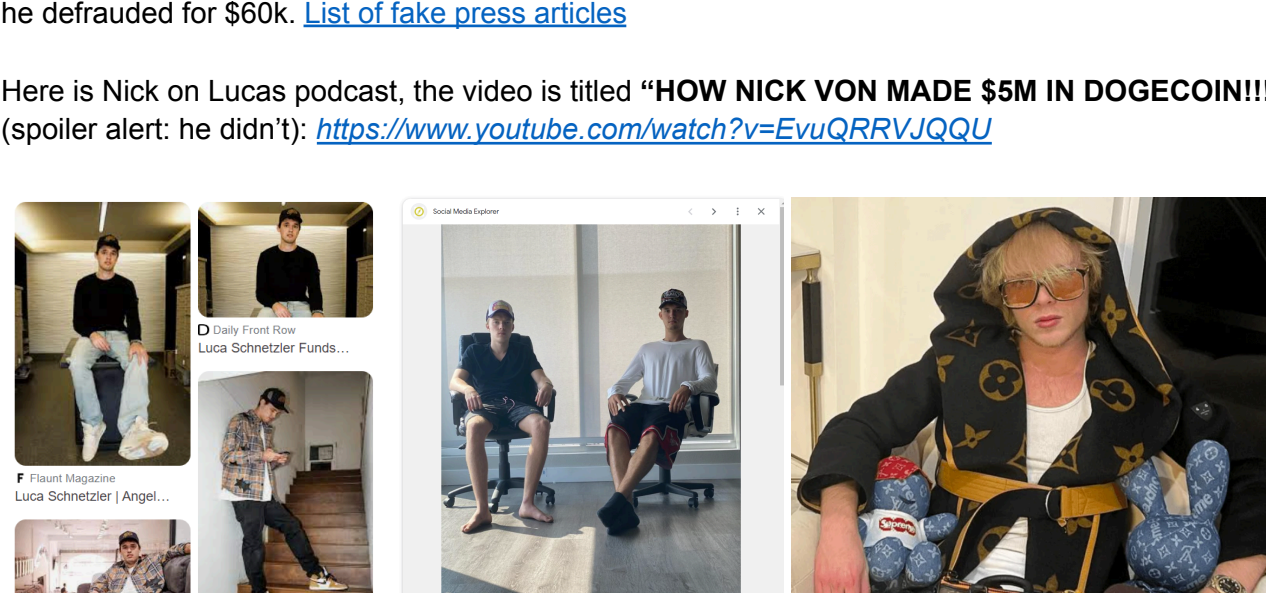 he defrauded for $60k. List of fake press articles
Here is Nick on Lucas podcast, the video is titled “HOW NICK VON MADE $5M IN DOGECOIN!!!
(spoiler alert: he didn’t): https://www.youtube.com/watch?v=EvuQRRVJQQU
Social Media Explorer
D Daily Front Row
Luca Schnetzler Funds…
F Flaunt Magazine
Luca Schnetzler | Angel…
Supreme